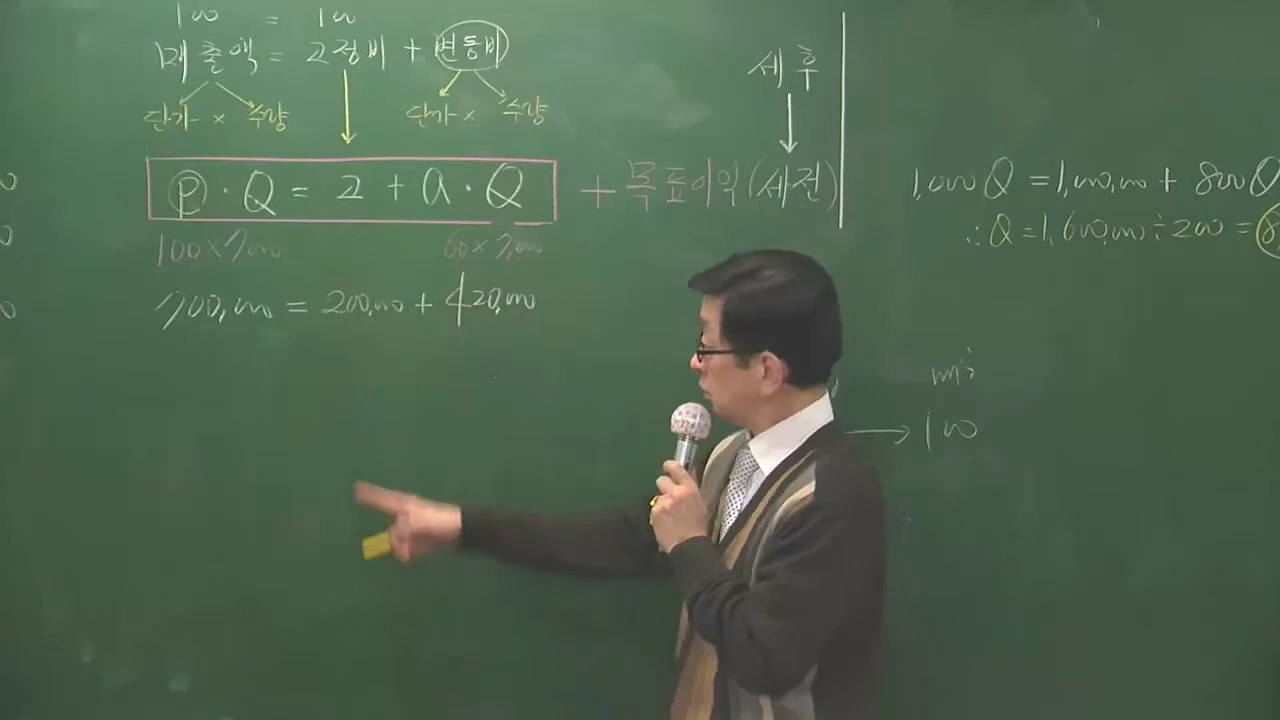 100 = 100
매출액 = 고정비 + 변동비
단가 × 수량 단가 × 수량
P · Q = 고 + a · Q + 목표이익(세전)
세후
100×7,000 60×7,000
700,000 = 200,000 + 420,000
1,000Q = 1,000,000 + 800Q
∴ Q = 1,600,000 ÷ 200 = 8,
→ 100